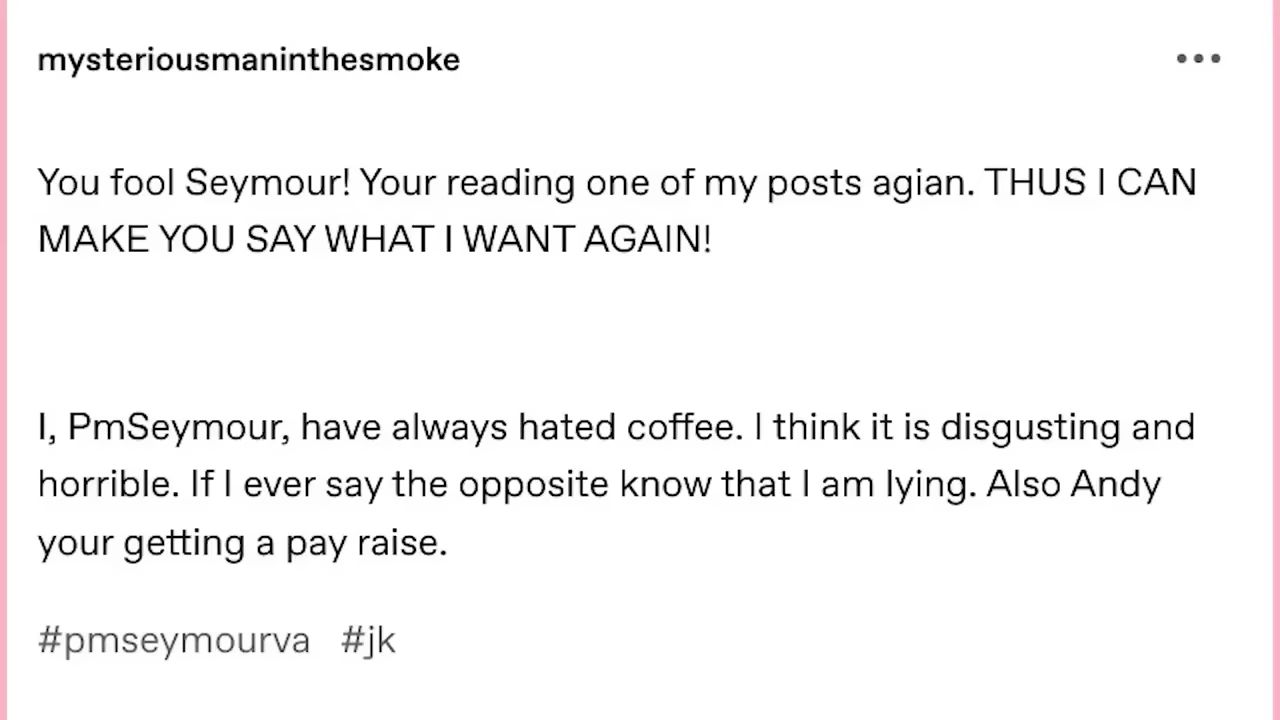 mysteriousmaninthesmoke
You fool Seymour! Your reading one of my posts agian. THUS I CAN
MAKE YOU SAY WHAT I WANT AGAIN!
I, PmSeymour, have always hated coffee. I think it is disgusting and
horrible. If I ever say the opposite know that I am lying. Also Andy
your getting a pay raise.
#pmseymourva #jk